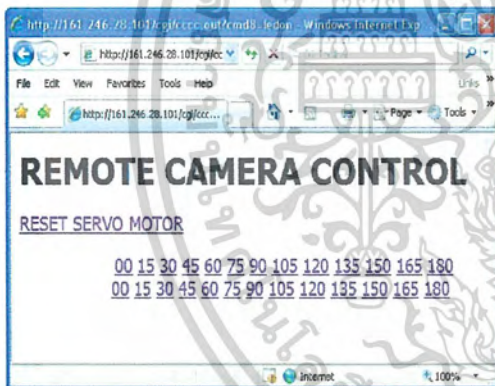 http://161.246.28.101/cgi/cccc.out?cmd8=ledon - Windows Internet Exp
http://161.246.28.101/cgi/cc
File Edit View Favorites Tools Help
Links »
http://161.246.28.101/cgi/ccc...
Page Tools »
REMOTE CAMERA CONTROL
RESET SERVO MOTOR
00 15 30 45 60 75 90 105 120 135 150 165 180
00 15 30 45 60 75 90 105 120 135 150 165 180
Internet 100%